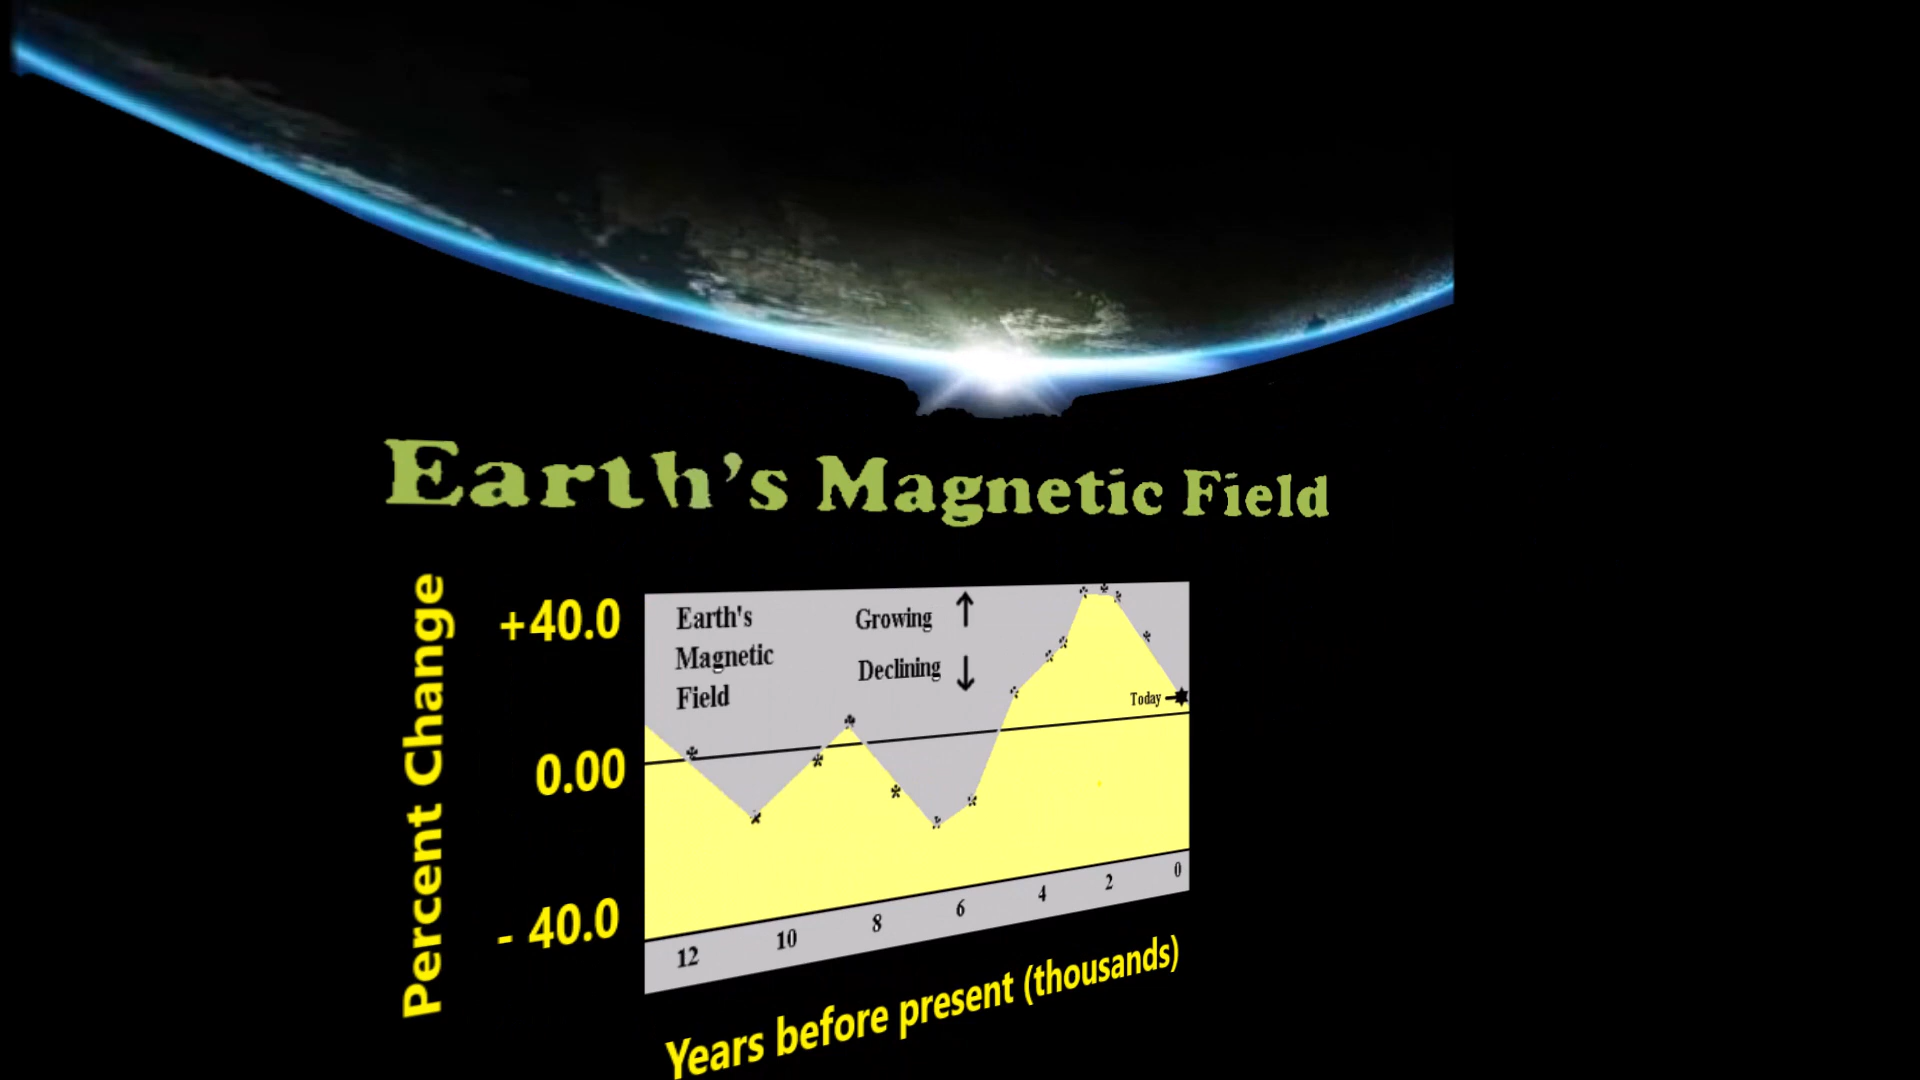 Earth's Magnetic Field
Percent Change
+40.0
0.00
- 40.0
Earth's
Magnetic
Field
Growing ↑
Declining ↓
Today
12 10 8 6 4 2 0
Years before present (thousands)